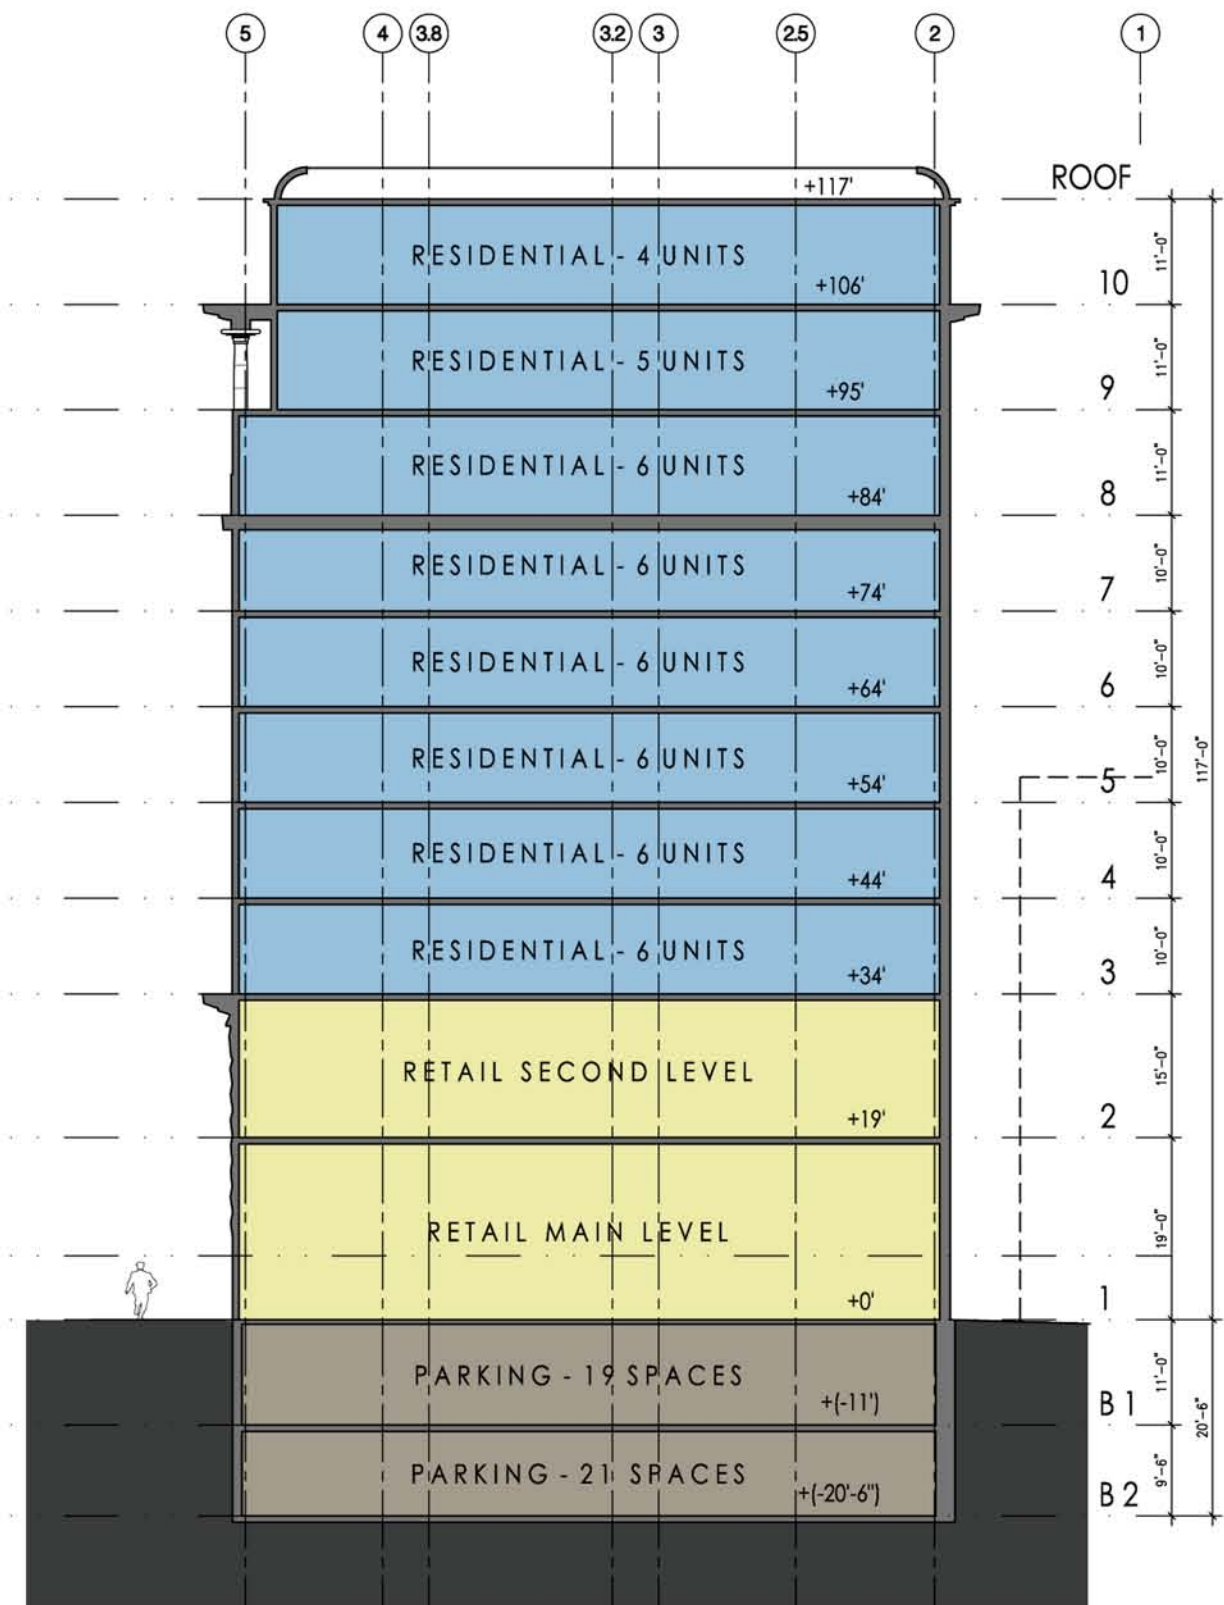 5 4 3.8 3.2 3 2.5 2 1
ROOF
+117'
RESIDENTIAL - 4 UNITS
+106'
10
11'-0"
RESIDENTIAL - 5 UNITS
+95'
9
11'-0"
RESIDENTIAL - 6 UNITS
+84'
8
11'-0"
RESIDENTIAL - 6 UNITS
+74'
7
10'-0"
RESIDENTIAL - 6 UNITS
+64'
6
10'-0"
RESIDENTIAL - 6 UNITS
+54'
5
10'-0"
117'-0"
RESIDENTIAL - 6 UNITS
+44'
4
10'-0"
RESIDENTIAL - 6 UNITS
+34'
3
10'-0"
RETAIL SECOND LEVEL
+19'
2
15'-0"
RETAIL MAIN LEVEL
+0'
1
19'-0"
PARKING - 19 SPACES
+(-11')
B1
11'-0"
20'-6"
PARKING - 21 SPACES
+(-20'-6")
B2
9'-6"